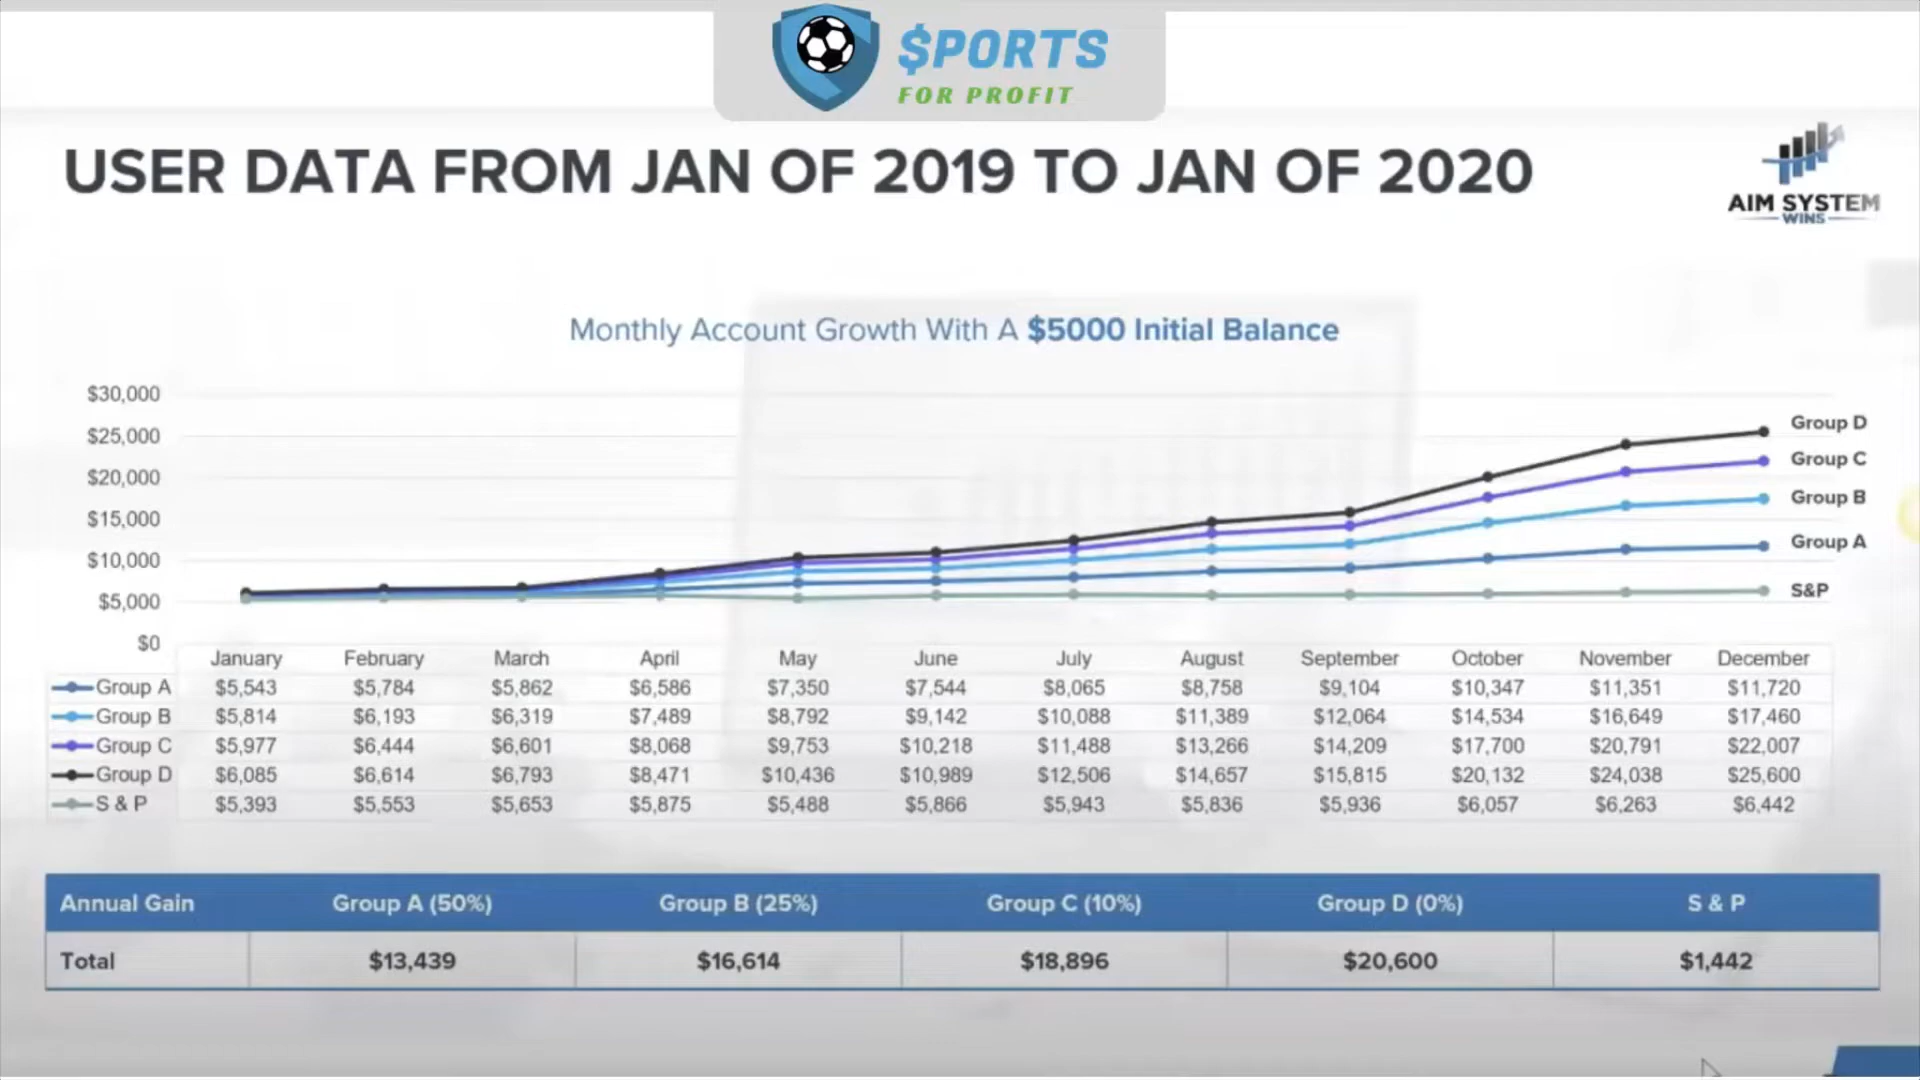 $PORTS
FOR PROFIT
USER DATA FROM JAN OF 2019 TO JAN OF 2020
AIM SYSTEM
WINS
Monthly Account Growth With A $5000 Initial Balance
$30,000
$25,000
$20,000
$15,000
$10,000
$5,000
$0
Group D
Group C
Group B
Group A
S&P
January February March April May June July August September October November December
Group A $5,543 $5,784 $5,862 $6,586 $7,350 $7,544 $8,065 $8,758 $9,104 $10,347 $11,351 $11,720
Group B $5,814 $6,193 $6,319 $7,489 $8,792 $9,142 $10,088 $11,389 $12,064 $14,534 $16,649 $17,460
Group C $5,977 $6,444 $6,601 $8,068 $9,753 $10,218 $11,488 $13,266 $14,209 $17,700 $20,791 $22,007
Group D $6,085 $6,614 $6,793 $8,471 $10,436 $10,989 $12,506 $14,657 $15,815 $20,132 $24,038 $25,600
S & P $5,393 $5,553 $5,653 $5,875 $5,488 $5,866 $5,943 $5,836 $5,936 $6,057 $6,263 $6,442
Annual Gain Group A (50%) Group B (25%) Group C (10%) Group D (0%) S & P
Total $13,439 $16,614 $18,896 $20,600 $1,442